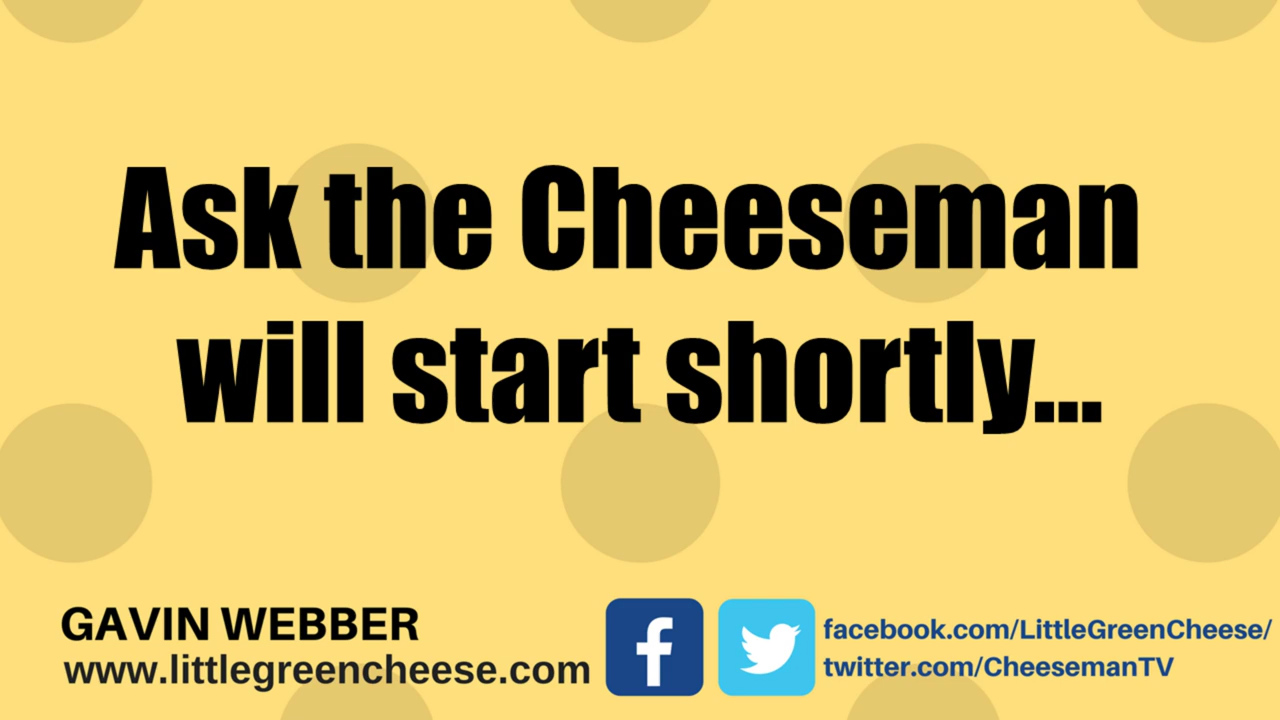 Ask the Cheeseman
will start shortly...
GAVIN WEBBER
www.littlegreencheese.com
facebook.com/LittleGreenCheese/
twitter.com/CheesemanTV